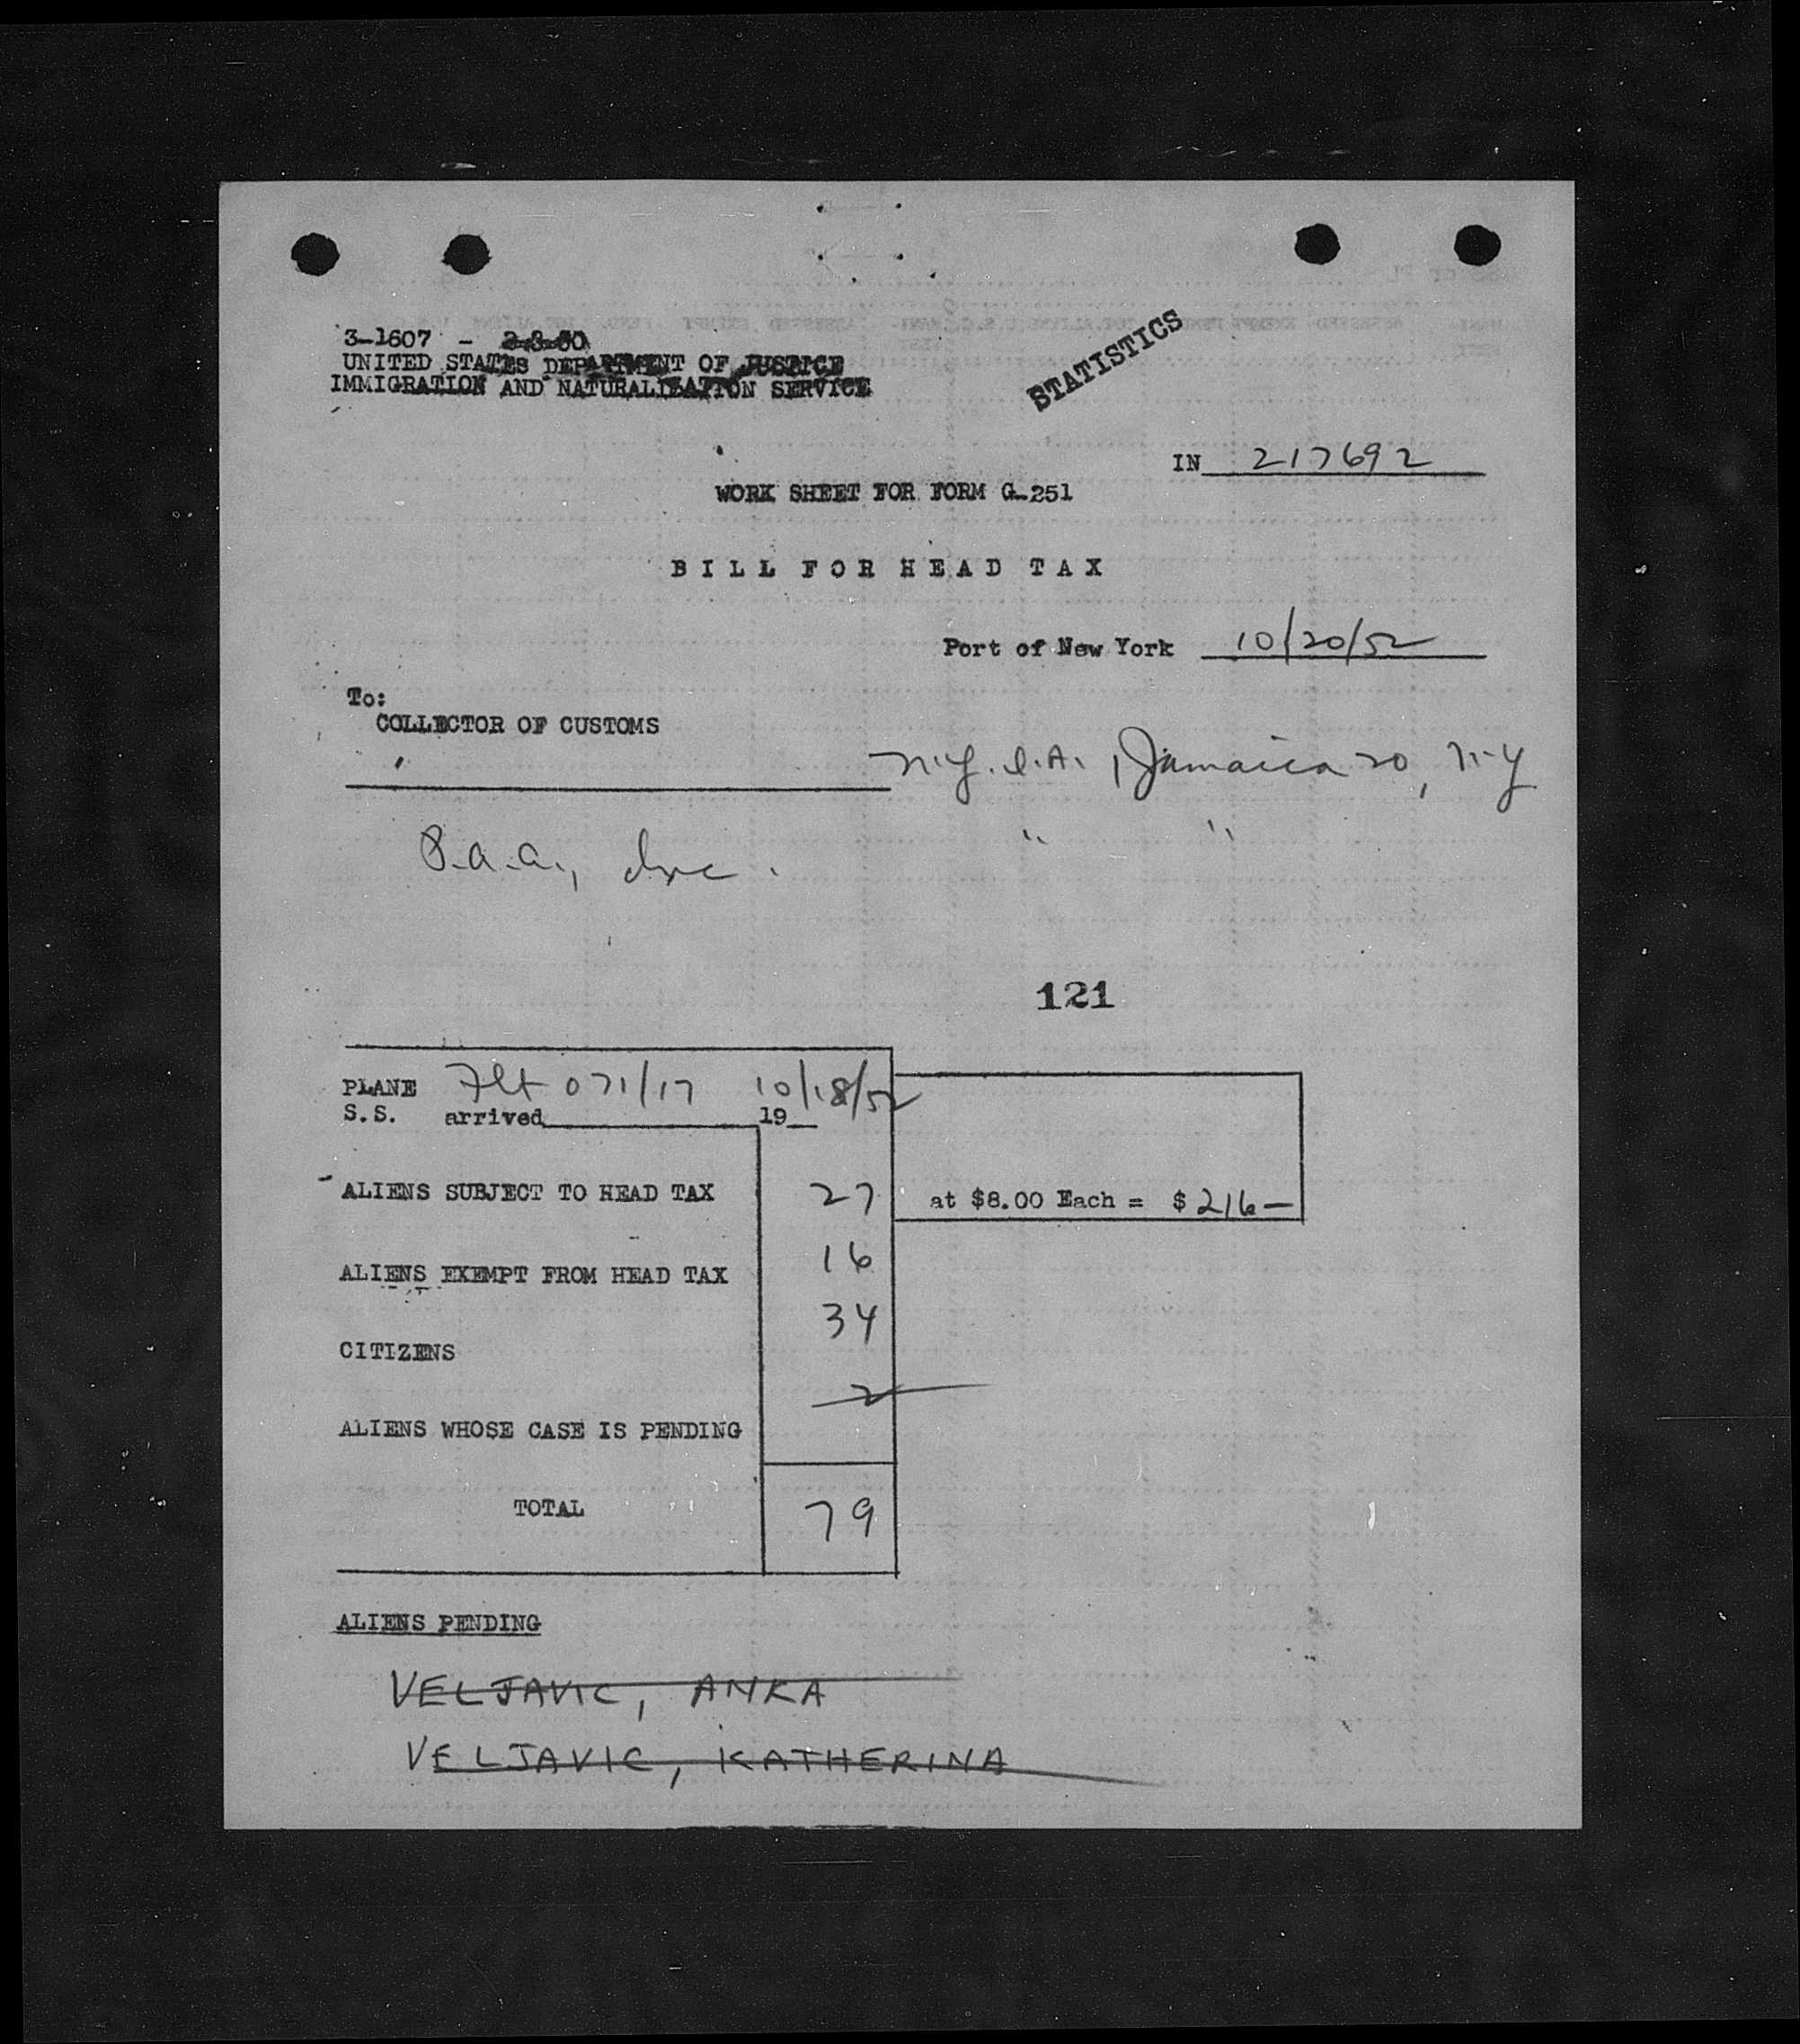 3-1607 - 2-3-50
UNITED STATES DEPARTMENT OF JUSTICE
IMMIGRATION AND NATURALIZATION SERVICE
STATISTICS
IN 217692
WORK SHEET FOR FORM G-251
BILL FOR HEAD TAX
Port of New York 10/20/52
To:
COLLECTOR OF CUSTOMS
N.Y. I.A., Jamaica 20, N.Y
P.a.a., Inc. " "
121
PLANE Flt 071/17 10/18/52
S.S. arrived 19
ALIENS SUBJECT TO HEAD TAX 27 at $8.00 Each = $ 216-
ALIENS EXEMPT FROM HEAD TAX 16
CITIZENS 34
ALIENS WHOSE CASE IS PENDING 2
TOTAL 79
ALIENS PENDING
VELJAVIC, ANKA
VELJAVIC, KATHERINA